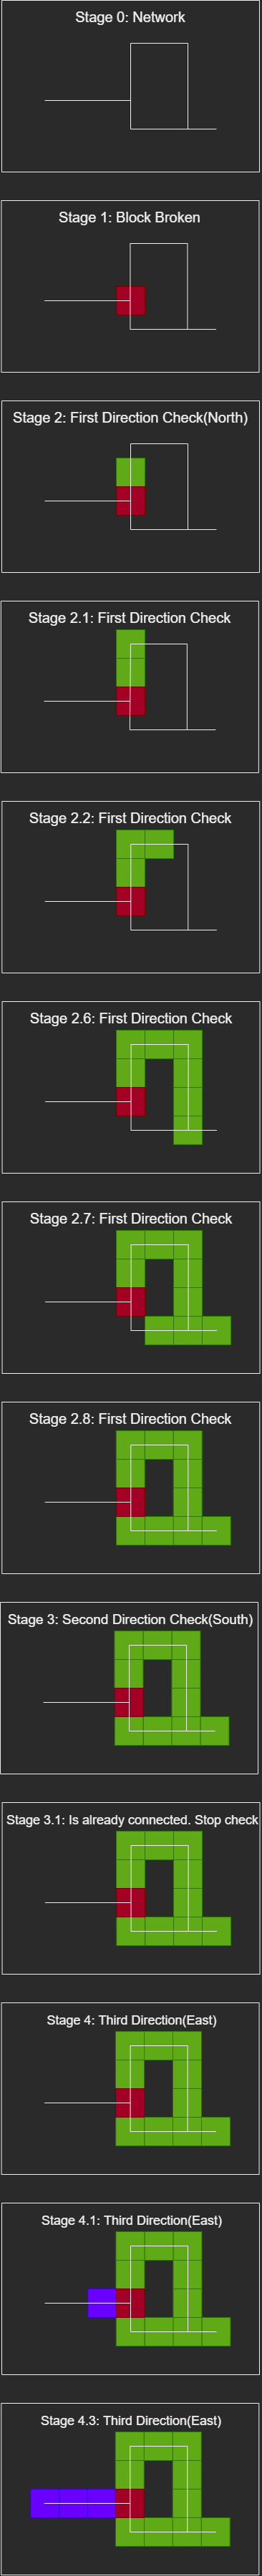 Stage 0: Network
Stage 1: Block Broken
Stage 2: First Direction Check(North)
Stage 2.1: First Direction Check
Stage 2.2: First Direction Check
Stage 2.6: First Direction Check
Stage 2.7: First Direction Check
Stage 2.8: First Direction Check
Stage 3: Second Direction Check(South)
Stage 3.1: Is already connected. Stop check
Stage 4: Third Direction(East)
Stage 4.1: Third Direction(East)
Stage 4.3: Third Direction(East)